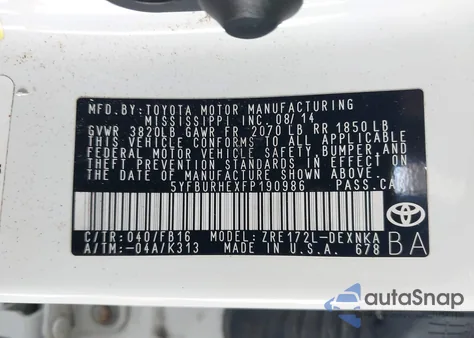 MFD.BY:TOYOTA MOTOR MANUFACTURING
MISSISSIPPI INC. 08/14
GVWR 3820LB GAWR FR 2070 LB RR 1850 LB
THIS VEHICLE CONFORMS TO ALL APPLICABLE
FEDERAL MOTOR VEHICLE SAFETY, BUMPER, AND
THEFT PREVENTION STANDARDS IN EFFECT ON
THE DATE OF MANUFACTURE SHOWN ABOVE.
5YFBURHEXFP190986 PASS.CAR
C/TR: 040/FB16 MODEL: ZRE172L-DEXNKA
A/TM: -04A/K313 MADE IN U.S.A. 678
TOYOTA
BA
autoSnap